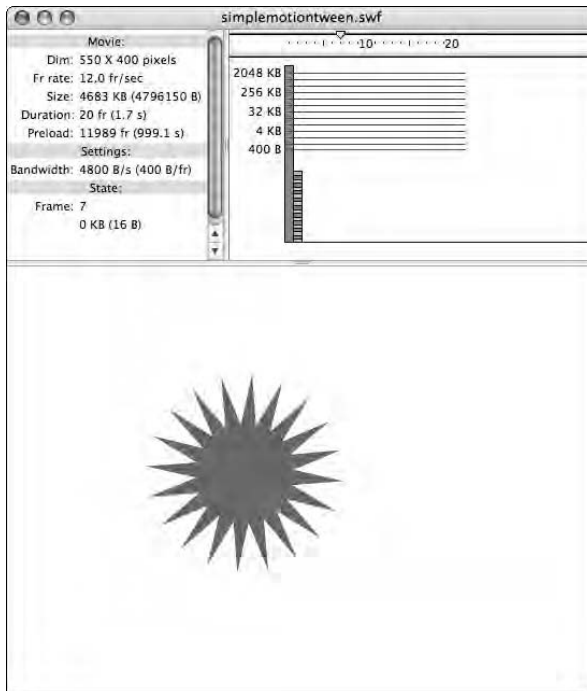 simplemotiontween.swf
Movie:
Dim: 550 X 400 pixels
Fr rate: 12.0 fr/sec
Size: 4683 KB (4796150 B)
Duration: 20 fr (1.7 s)
Preload: 11989 fr (999.1 s)
Settings:
Bandwidth: 4800 B/s (400 B/fr)
State:
Frame: 7
0 KB (16 B)
10 20
2048 KB
256 KB
32 KB
4 KB
400 B